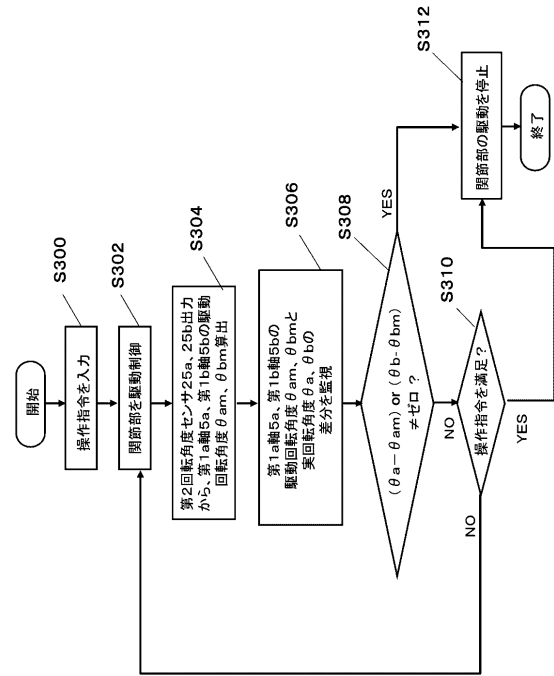 開始
S300
操作指令を入力
S302
関節部を駆動制御
S304
第2回転角度センサ25a、25b出力
から、第1a軸5a、第1b軸5bの駆動
回転角度θam、θbm算出
S306
第1a軸5a、第1b軸5bの
駆動回転角度θam、θbmと
実回転角度θa、θbの
差分を監視
S308
(θa－θam) or (θb-θbm)
≠ゼロ?
YES
NO
S310
操作指令を満足?
NO
YES
S312
関節部の駆動を停止
終了